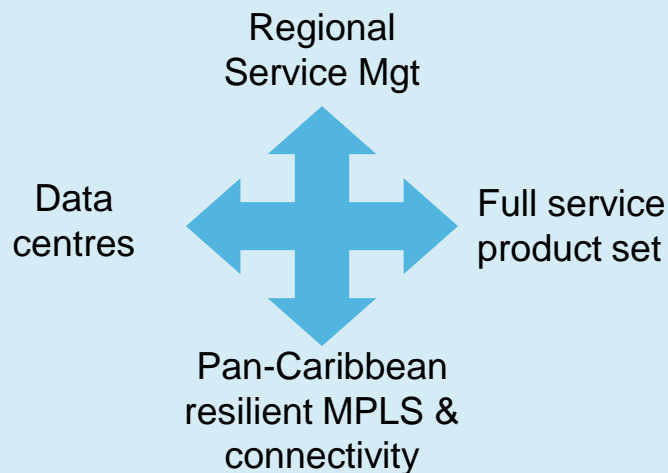 Regional
Service Mgt
Data
centres
Full service
product set
Pan-Caribbean
resilient MPLS &
connectivity